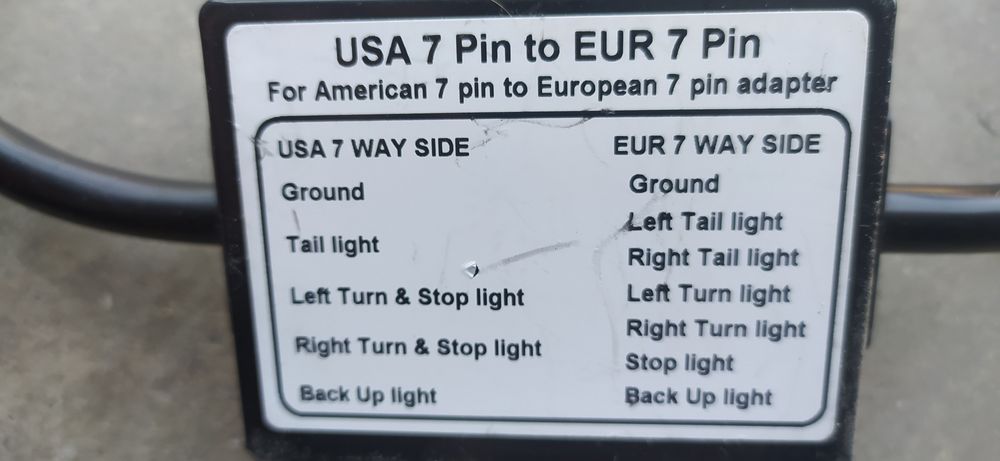 USA 7 Pin to EUR 7 Pin
For American 7 pin to European 7 pin adapter
USA 7 WAY SIDE
Ground
Tail light
Left Turn & Stop light
Right Turn & Stop light
Back Up light
EUR 7 WAY SIDE
Ground
Left Tail light
Right Tail light
Left Turn light
Right Turn light
Stop light
Back Up light